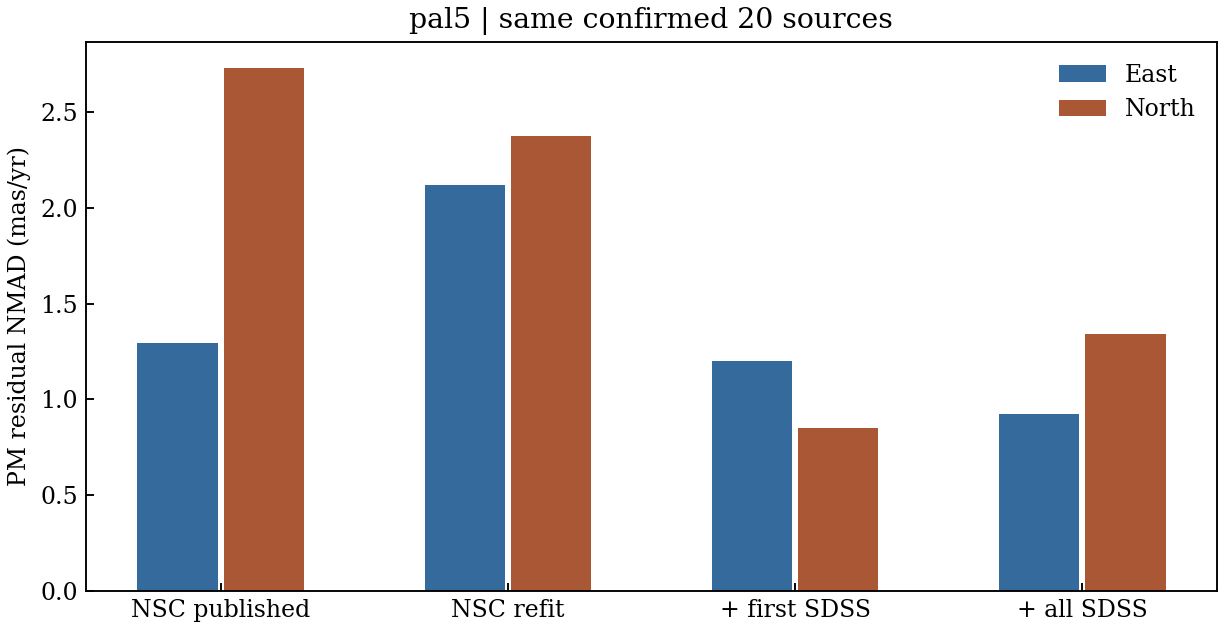 pal5 | same confirmed 20 sources
East
North
PM residual NMAD (mas/yr)
2.5
2.0
1.5
1.0
0.5
0.0
NSC published
NSC refit
+ first SDSS
+ all SDSS